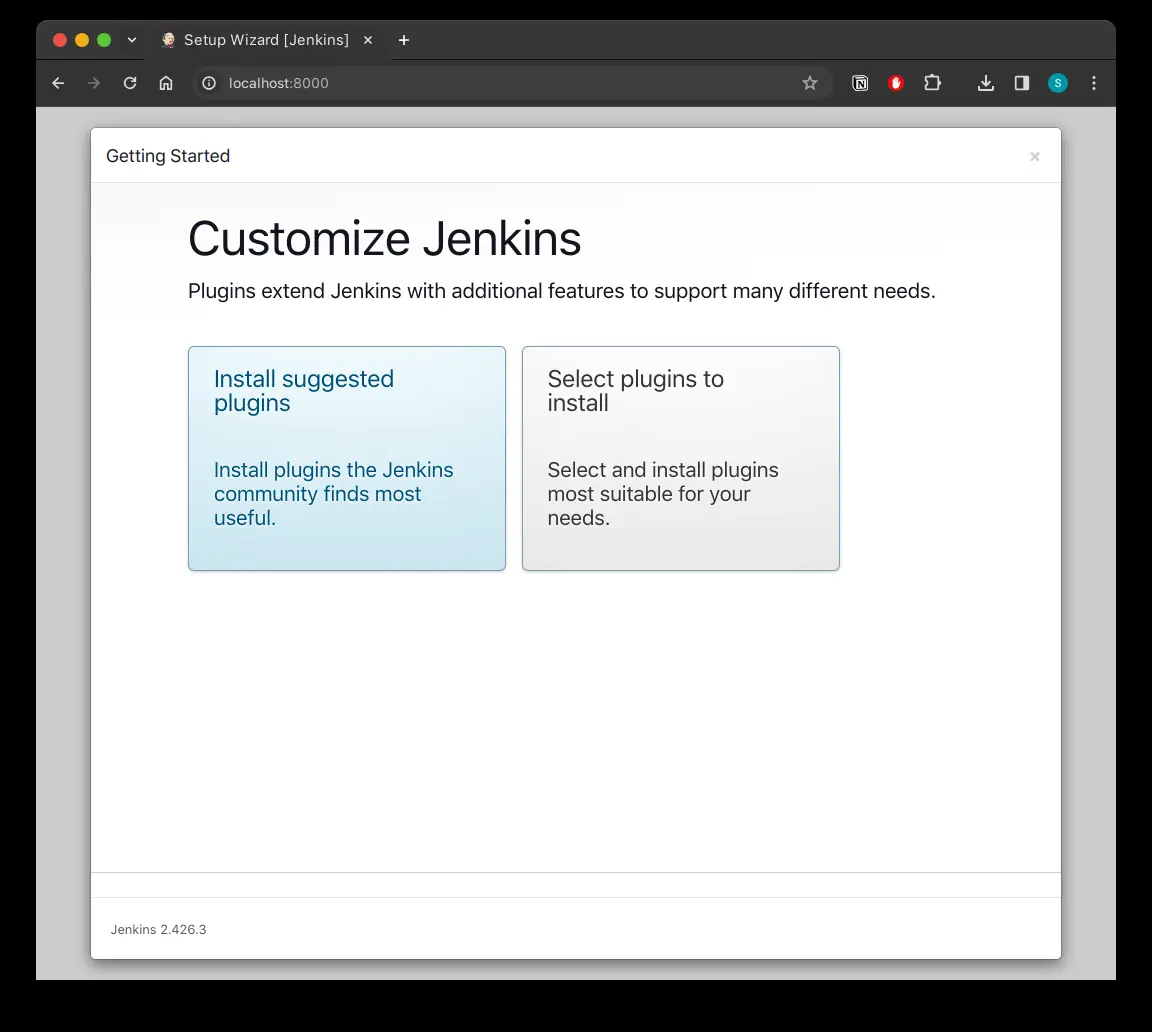 Setup Wizard [Jenkins]
localhost:8000
S
Getting Started
Customize Jenkins
Plugins extend Jenkins with additional features to support many different needs.
Install suggested
plugins
Install plugins the Jenkins
community finds most
useful.
Select plugins to
install
Select and install plugins
most suitable for your
needs.
Jenkins 2.426.3